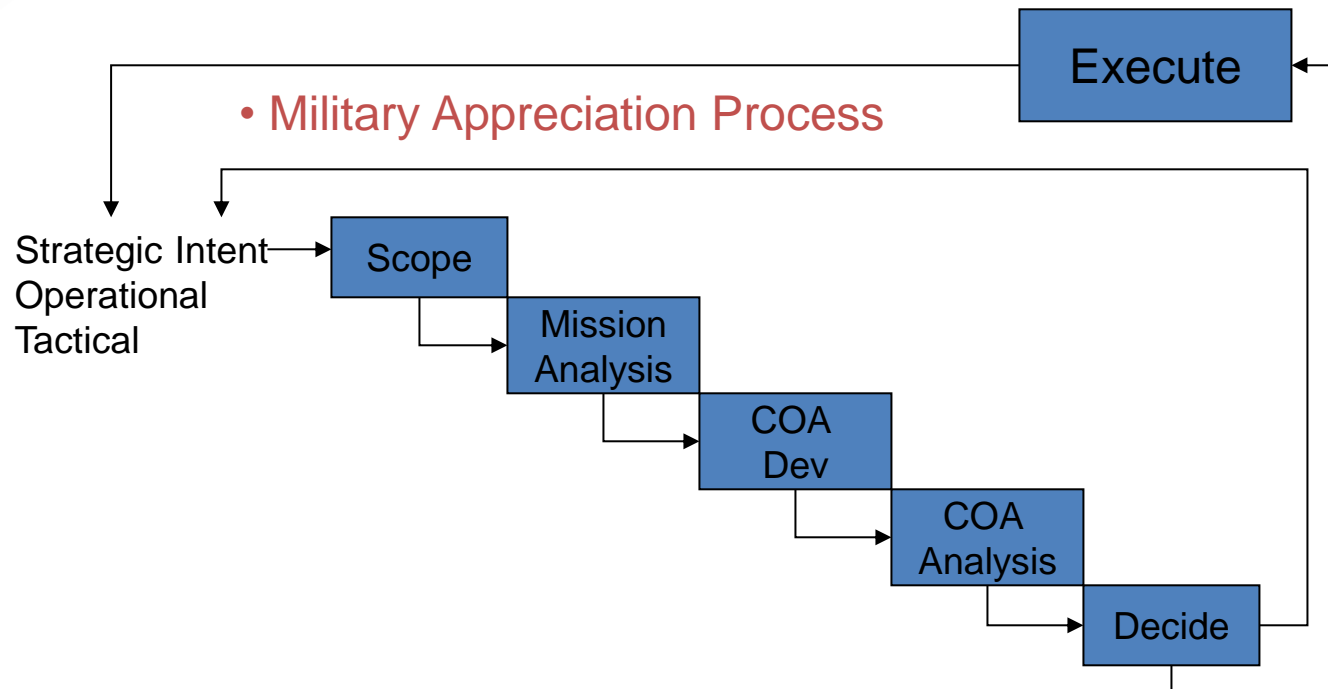 Execute
• Military Appreciation Process
Strategic Intent
Operational
Tactical
Scope
Mission
Analysis
COA
Dev
COA
Analysis
Decide